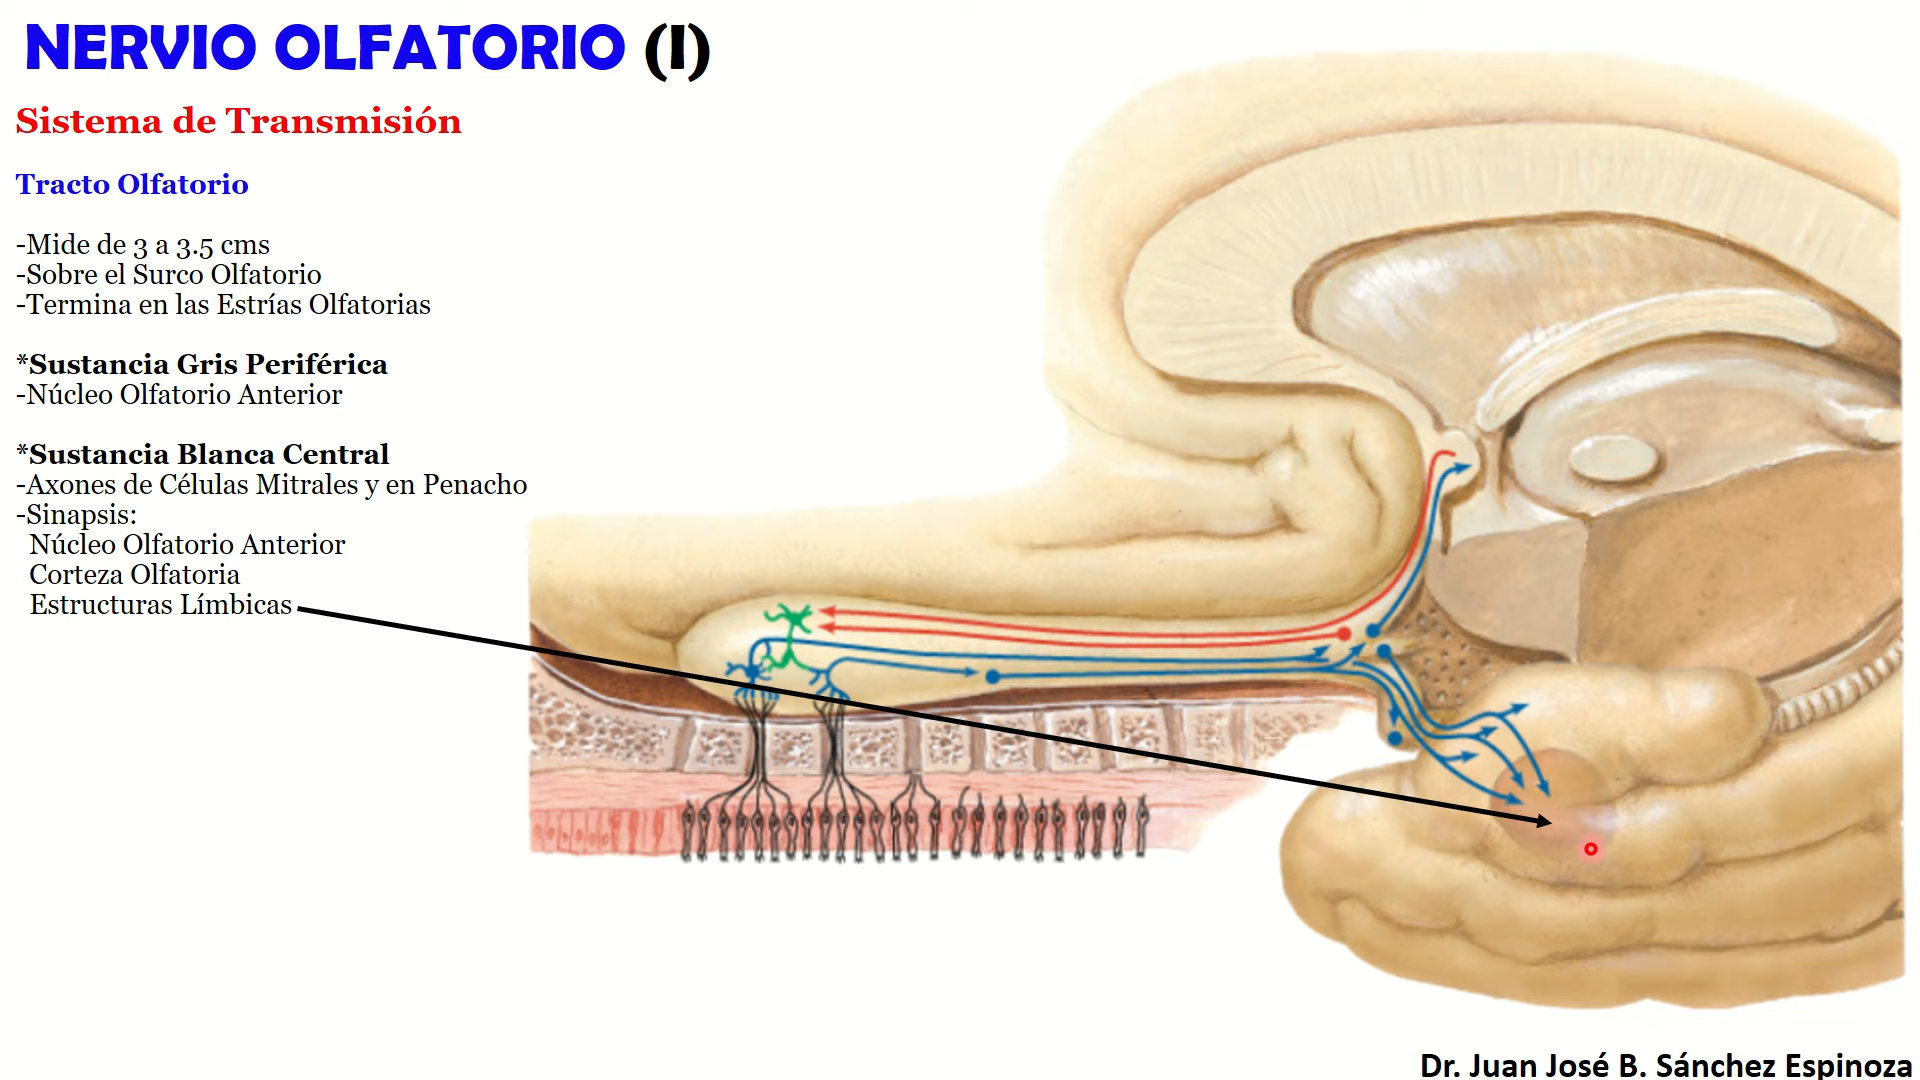 NERVIO OLFATORIO (I)
Sistema de Transmisión
Tracto Olfatorio
-Mide de 3 a 3.5 cms
-Sobre el Surco Olfatorio
-Termina en las Estrías Olfatorias
*Sustancia Gris Periférica
-Núcleo Olfatorio Anterior
*Sustancia Blanca Central
-Axones de Células Mitrales y en Penacho
-Sinapsis:
Núcleo Olfatorio Anterior
Corteza Olfatoria
Estructuras Límbicas
Dr. Juan José B. Sánchez Espinoza